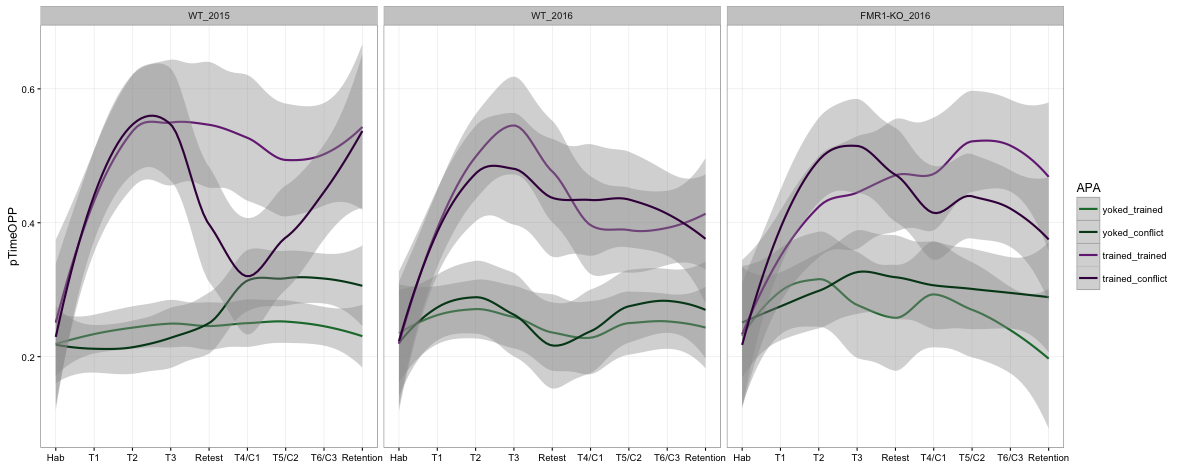 WT_2015 WT_2016 FMR1-KO_2016
pTimeOPP
0.6
0.4
0.2
Hab T1 T2 T3 Retest T4/C1 T5/C2 T6/C3 Retention Hab T1 T2 T3 Retest T4/C1 T5/C2 T6/C3 Retention Hab T1 T2 T3 Retest T4/C1 T5/C2 T6/C3 Retention
APA
yoked_trained
yoked_conflict
trained_trained
trained_conflict